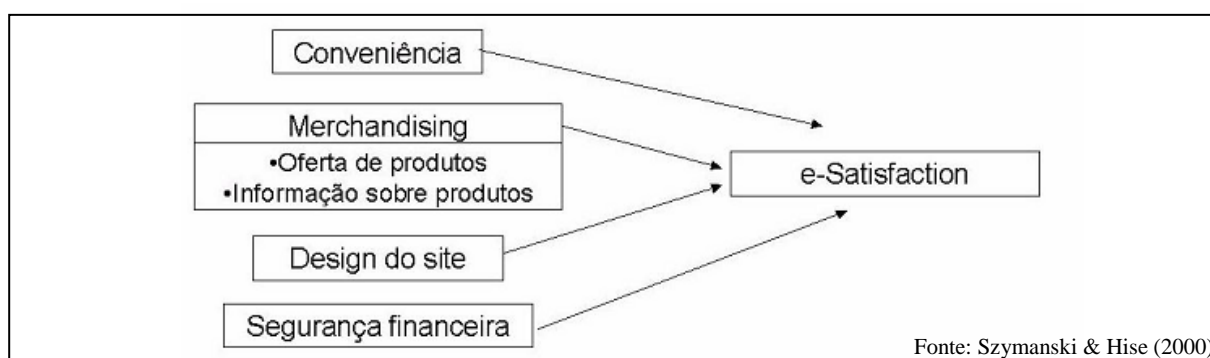 Conveniência
Merchandising
•Oferta de produtos
•Informação sobre produtos
e-Satisfaction
Design do site
Segurança financeira
Fonte: Szymanski & Hise (2000)